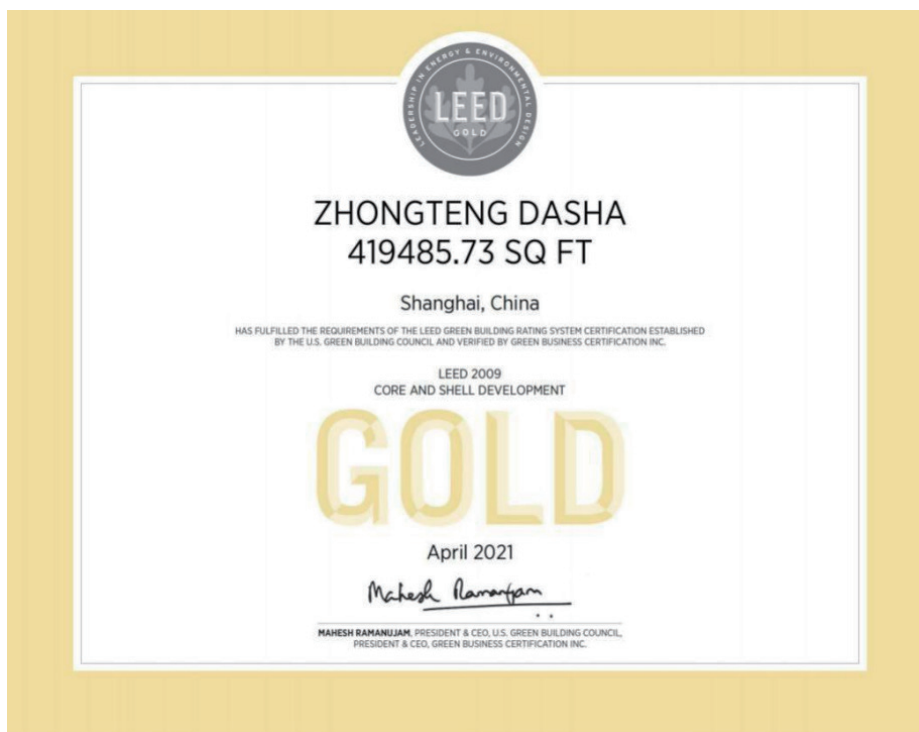 LEADERSHIP IN ENERGY & ENVIRONMENTAL DESIGN
LEED
GOLD
ZHONGTENG DASHA
419485.73 SQ FT
Shanghai, China
HAS FULFILLED THE REQUIREMENTS OF THE LEED GREEN BUILDING RATING SYSTEM CERTIFICATION ESTABLISHED
BY THE U.S. GREEN BUILDING COUNCIL AND VERIFIED BY GREEN BUSINESS CERTIFICATION INC.
LEED 2009
CORE AND SHELL DEVELOPMENT
GOLD
April 2021
Mahesh Ramanujam
MAHESH RAMANUJAM, PRESIDENT & CEO, U.S. GREEN BUILDING COUNCIL,
PRESIDENT & CEO, GREEN BUSINESS CERTIFICATION INC.